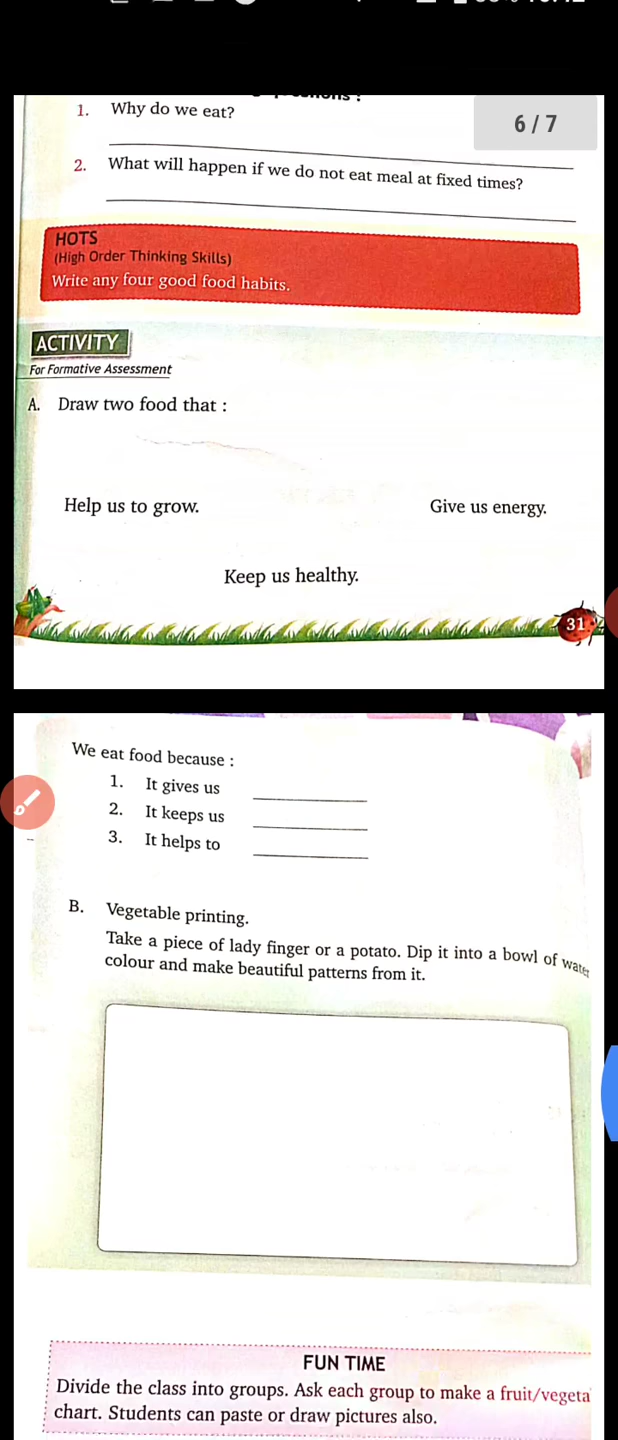 1. Why do we eat?
6 / 7
2. What will happen if we do not eat meal at fixed times?
HOTS
(High Order Thinking Skills)
Write any four good food habits.
ACTIVITY
For Formative Assessment
A. Draw two food that :
Help us to grow.
Give us energy.
Keep us healthy.
31
We eat food because :
1. It gives us
2. It keeps us
3. It helps to
B. Vegetable printing.
Take a piece of lady finger or a potato. Dip it into a bowl of water
colour and make beautiful patterns from it.
FUN TIME
Divide the class into groups. Ask each group to make a fruit/vegeta
chart. Students can paste or draw pictures also.